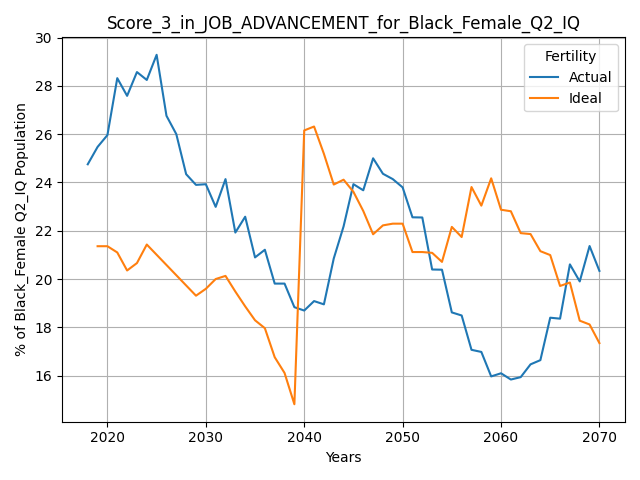 Score_3_in_JOB_ADVANCEMENT_for_Black_Female_Q2_IQ
Fertility
Actual
Ideal
% of Black_Female Q2_IQ Population
30
28
26
24
22
20
18
16
2020 2030 2040 2050 2060 2070
Years